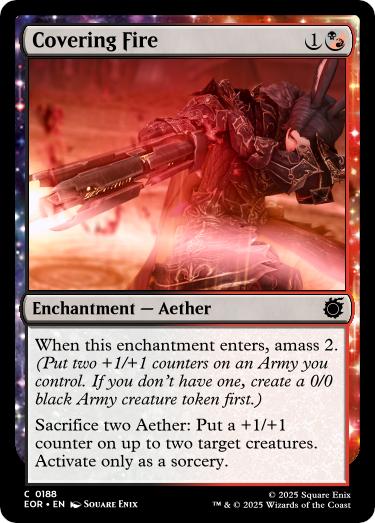 Covering Fire 1
Enchantment — Aether
When this enchantment enters, amass 2.
(Put two +1/+1 counters on an Army you
control. If you don't have one, create a 0/0
black Army creature token first.)
Sacrifice two Aether: Put a +1/+1
counter on up to two target creatures.
Activate only as a sorcery.
C 0188
EOR • EN Square Enix
© 2025 Square Enix
™ & © 2025 Wizards of the Coast